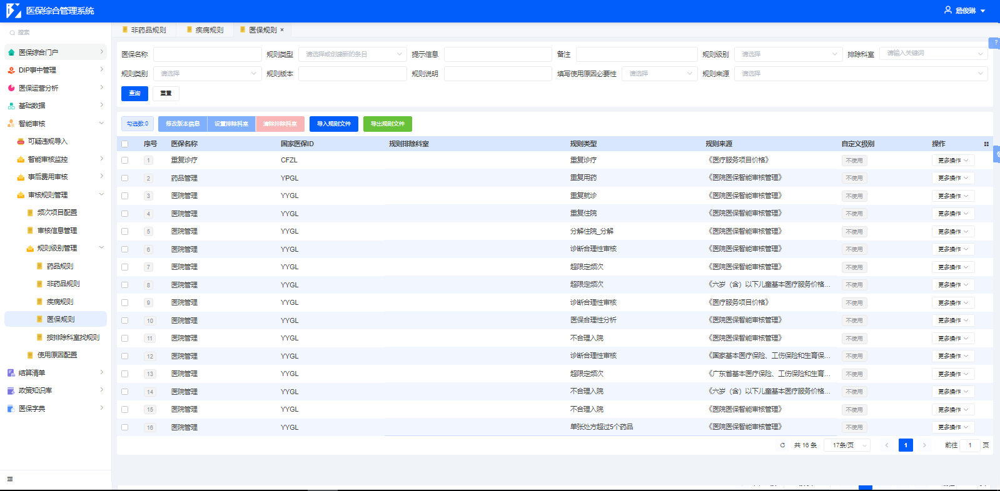 医保综合管理系统
詹俊琳
搜索
非药品规则
疾病规则
医保规则 ×
医保综合门户
DIP事中管理
医保运营分析
基础数据
智能审核
可疑违规导入
智能审核监控
事后费用审核
审核规则管理
频次项目配置
审核信息管理
规则级别管理
药品规则
非药品规则
疾病规则
医保规则
按排除科室找规则
使用原因配置
结算清单
政策知识库
医保字典
医保名称 规则类型 请选择或创建新的条目 提示信息 备注 规则级别 请选择 排除科室 请输入关键词
规则类别 请选择 规则版本 规则说明 填写使用原因必要性 请选择 规则来源 请选择
查询 重置
?
勾选数:0 修改版本信息 设置排除科室 清除排除科室 导入规则文件 导出规则文件
序号 医保名称 国家医保ID 规则排除科室 规则类型 规则来源 自定义级别 操作
1 重复诊疗 CFZL 重复诊疗 《医疗服务项目价格》 不使用 更多操作
2 药品管理 YPGL 重复用药 《医院医保智能审核管理》 不使用 更多操作
3 医院管理 YYGL 重复就诊 《医院医保智能审核管理》 不使用 更多操作
4 医院管理 YYGL 重复住院 《医院医保智能审核管理》 不使用 更多操作
5 医院管理 YYGL 分解住院_分解 《医院医保智能审核管理》 不使用 更多操作
6 医院管理 YYGL 诊断合理性审核 《医院医保智能审核管理》 不使用 更多操作
7 医院管理 YYGL 超限定频次 《医院医保智能审核管理》 不使用 更多操作
8 医院管理 YYGL 超限定频次 《六岁（含）以下儿童基本医疗服务价格... 不使用 更多操作
9 医院管理 YYGL 诊断合理性审核 《医疗服务项目价格》 不使用 更多操作
10 医院管理 YYGL 医保合理性分析 《医院医保智能审核管理》 不使用 更多操作
11 医院管理 YYGL 不合理入院 《医院医保智能审核管理》 不使用 更多操作
12 医院管理 YYGL 诊断合理性审核 《国家基本医疗保险、工伤保险和生育保... 不使用 更多操作
13 医院管理 YYGL 超限定频次 《广东省基本医疗保险、工伤保险和生育... 不使用 更多操作
14 医院管理 YYGL 不合理入院 《六岁（含）以下儿童基本医疗服务价格... 不使用 更多操作
15 医院管理 YYGL 不合理入院 《医院医保智能审核管理》 不使用 更多操作
16 医院管理 YYGL 单张处方超过5个药品 《医院医保智能审核管理》 不使用 更多操作
共 16 条 17条/页 1 前往 1 页